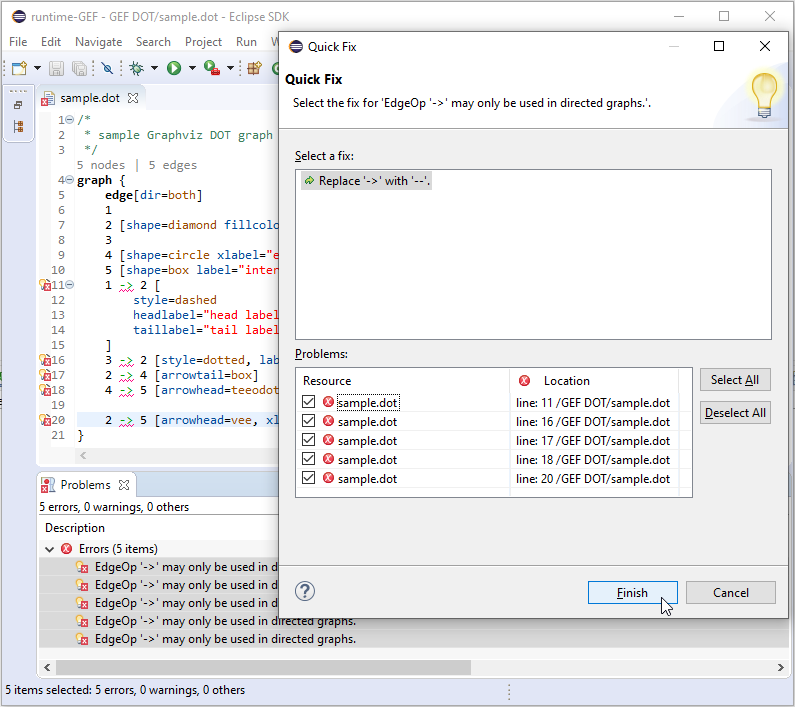 runtime-GEF - GEF DOT/sample.dot - Eclipse SDK
File Edit Navigate Search Project Run
sample.dot
1 /*
2 * sample Graphviz DOT graph
3 */
5 nodes | 5 edges
4 graph {
5 edge[dir=both]
6 1
7 2 [shape=diamond fillcolo
8 3
9 4 [shape=circle xlabel="e
10 5 [shape=box label="inter
11 1 -> 2 [
12 style=dashed
13 headlabel="head label
14 taillabel="tail label
15 ]
16 3 -> 2 [style=dotted, lab
17 2 -> 4 [arrowtail=box]
18 4 -> 5 [arrowhead=teeodot
19
20 2 -> 5 [arrowhead=vee, xl
21 }
Problems
5 errors, 0 warnings, 0 others
Description
Errors (5 items)
EdgeOp '->' may only be used in d
EdgeOp '->' may only be used in d
EdgeOp '->' may only be used in d
EdgeOp '->' may only be used in directed graphs.
EdgeOp '->' may only be used in directed graphs.
5 items selected: 5 errors, 0 warnings, 0 others
Quick Fix
Quick Fix
Select the fix for 'EdgeOp '->' may only be used in directed graphs.'.
Select a fix:
Replace '->' with '--'.
Problems:
Resource Location
sample.dot line: 11 /GEF DOT/sample.dot
sample.dot line: 16 /GEF DOT/sample.dot
sample.dot line: 17 /GEF DOT/sample.dot
sample.dot line: 18 /GEF DOT/sample.dot
sample.dot line: 20 /GEF DOT/sample.dot
Select All
Deselect All
?
Finish Cancel